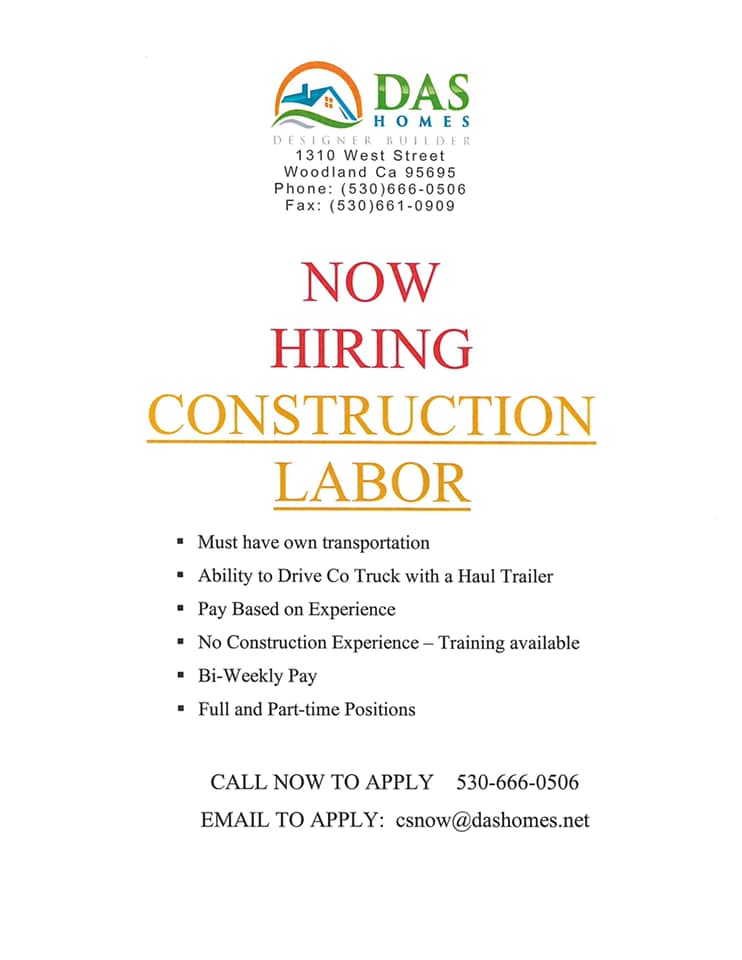 DAS
HOMES
DESIGNER BUILDER
1310 West Street
Woodland Ca 95695
Phone: (530)666-0506
Fax: (530)661-0909
NOW
HIRING
CONSTRUCTION
LABOR
▪ Must have own transportation
▪ Ability to Drive Co Truck with a Haul Trailer
▪ Pay Based on Experience
▪ No Construction Experience – Training available
▪ Bi-Weekly Pay
▪ Full and Part-time Positions
CALL NOW TO APPLY 530-666-0506
EMAIL TO APPLY: csnow@dashomes.net